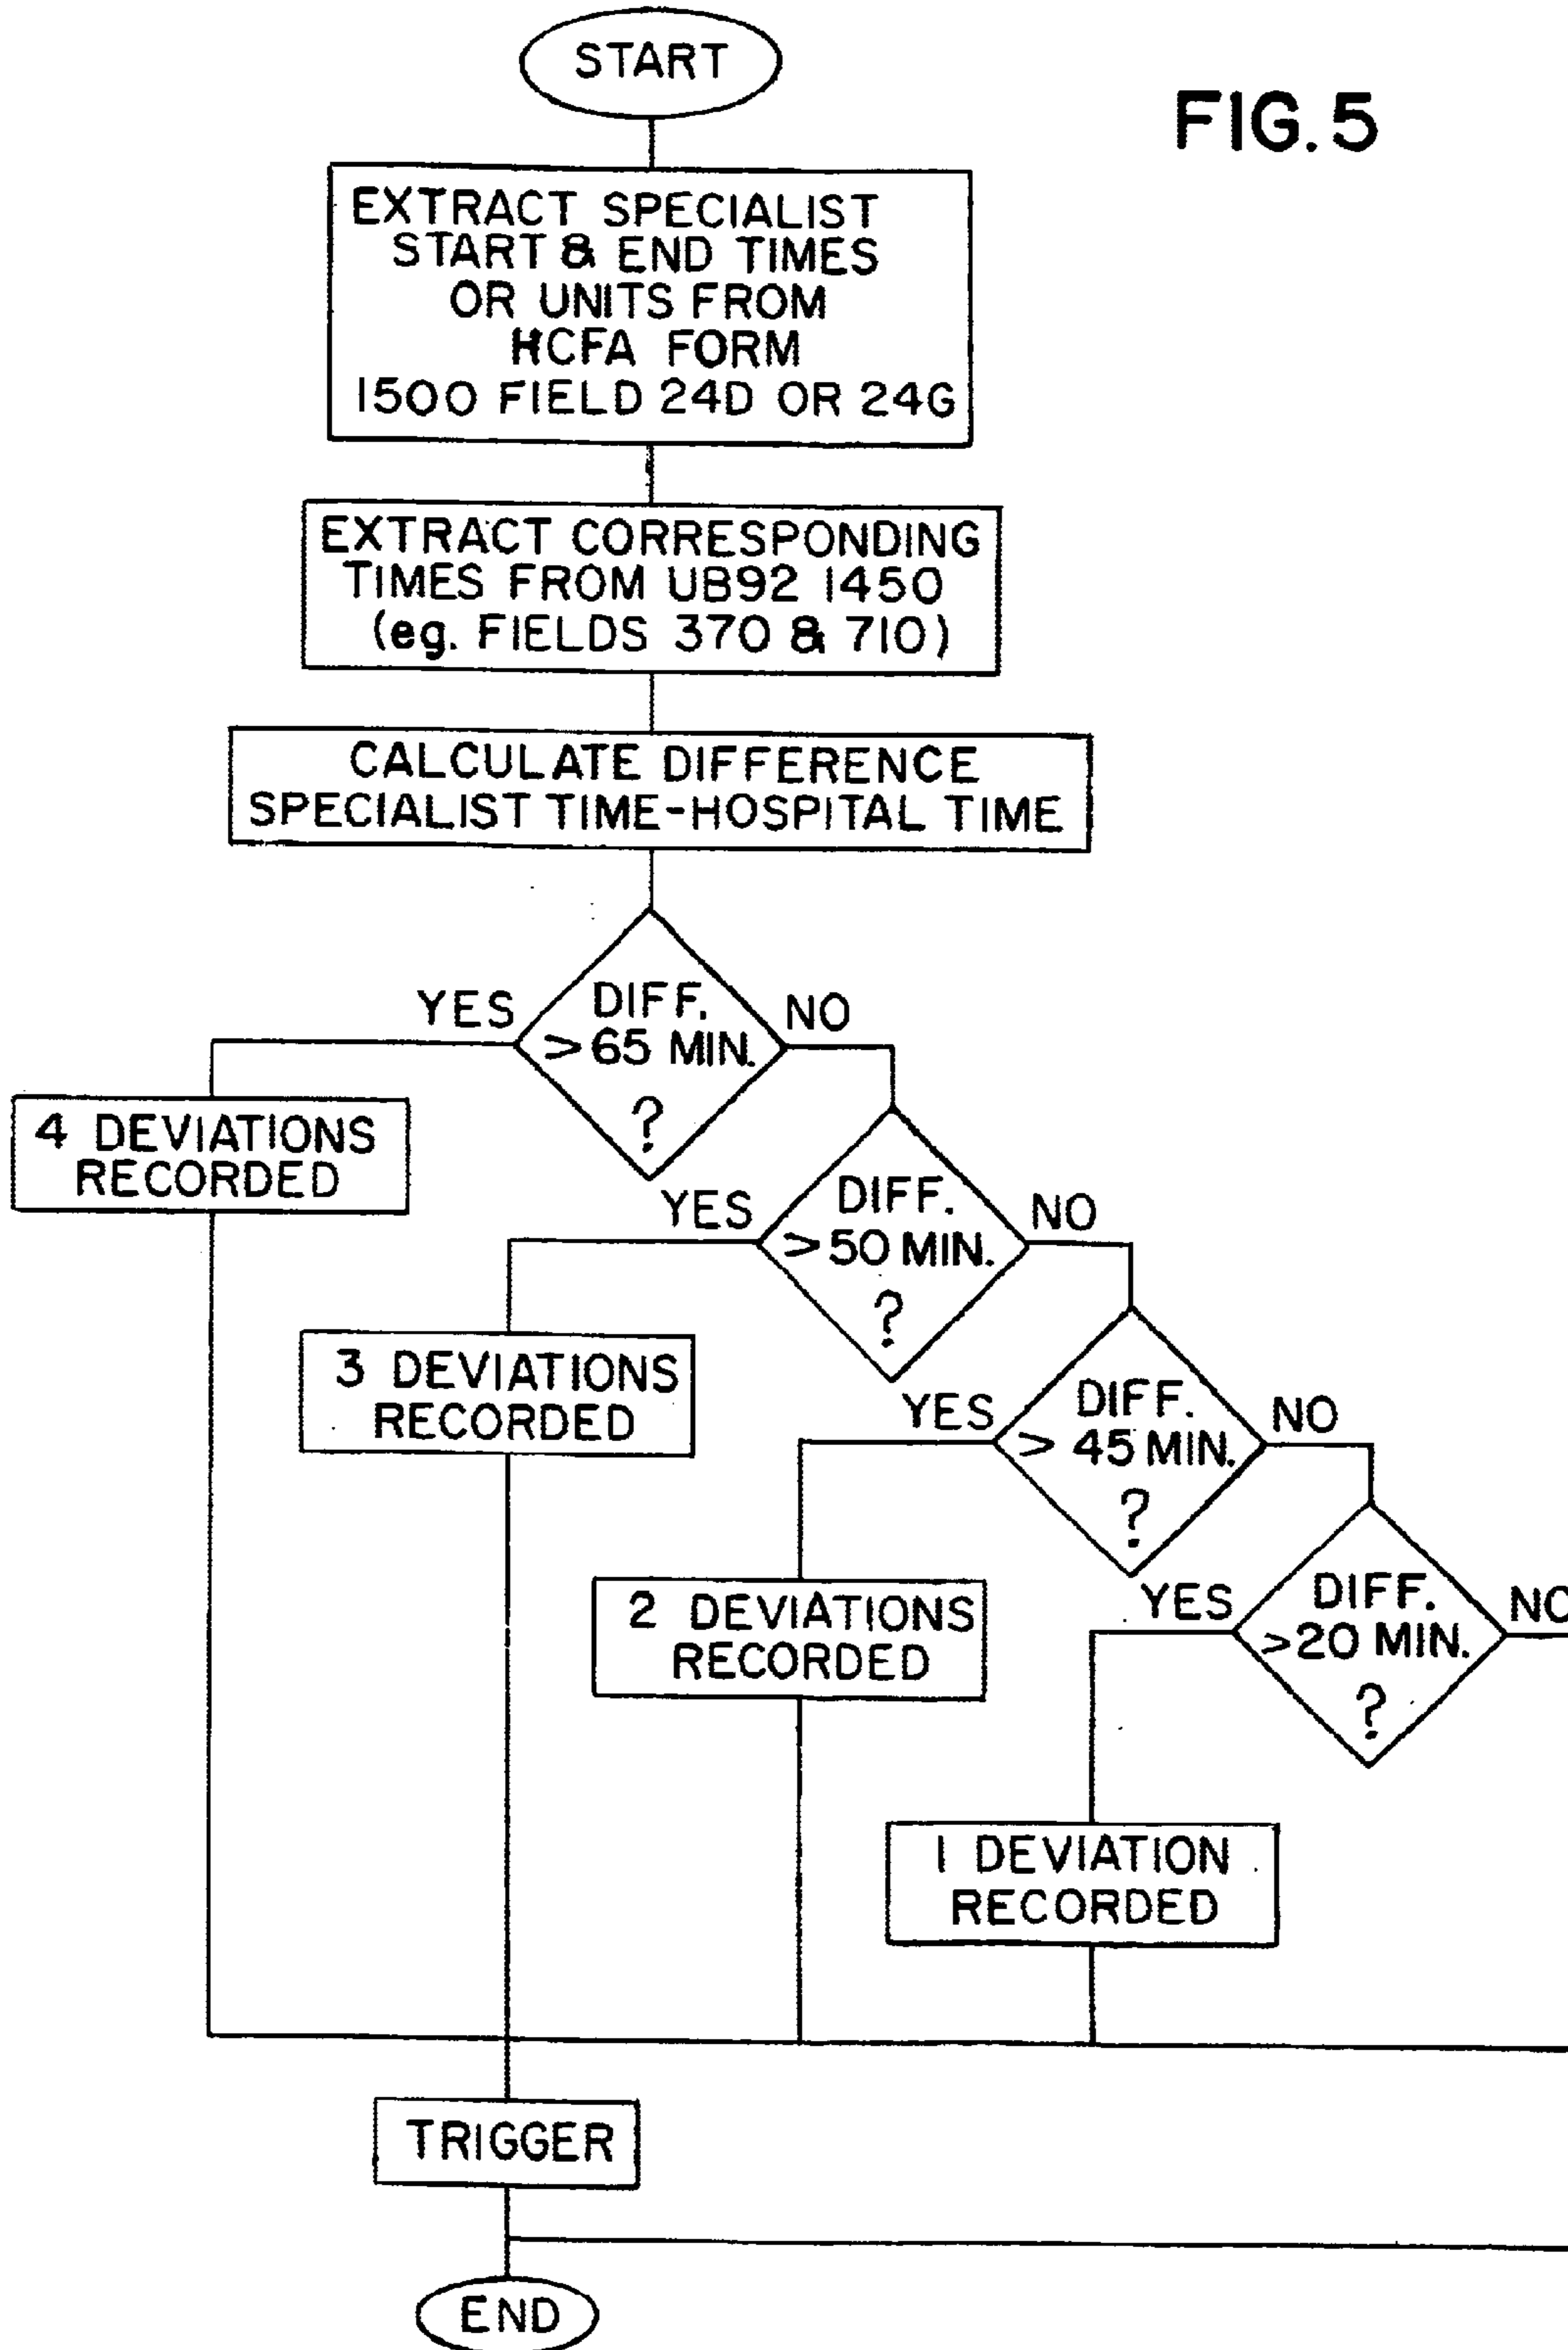 START
FIG. 5
EXTRACT SPECIALIST
START & END TIMES
OR UNITS FROM
HCFA FORM
1500 FIELD 24D OR 24G
EXTRACT CORRESPONDING
TIMES FROM UB92 1450
(eg. FIELDS 370 & 710)
CALCULATE DIFFERENCE
SPECIALIST TIME-HOSPITAL TIME
YES
DIFF.
> 65 MIN.
?
NO
4 DEVIATIONS
RECORDED
YES
DIFF.
> 50 MIN.
?
NO
3 DEVIATIONS
RECORDED
YES
DIFF.
> 45 MIN.
?
NO
2 DEVIATIONS
RECORDED
YES
DIFF.
>20 MIN.
?
NO
1 DEVIATION
RECORDED
TRIGGER
END